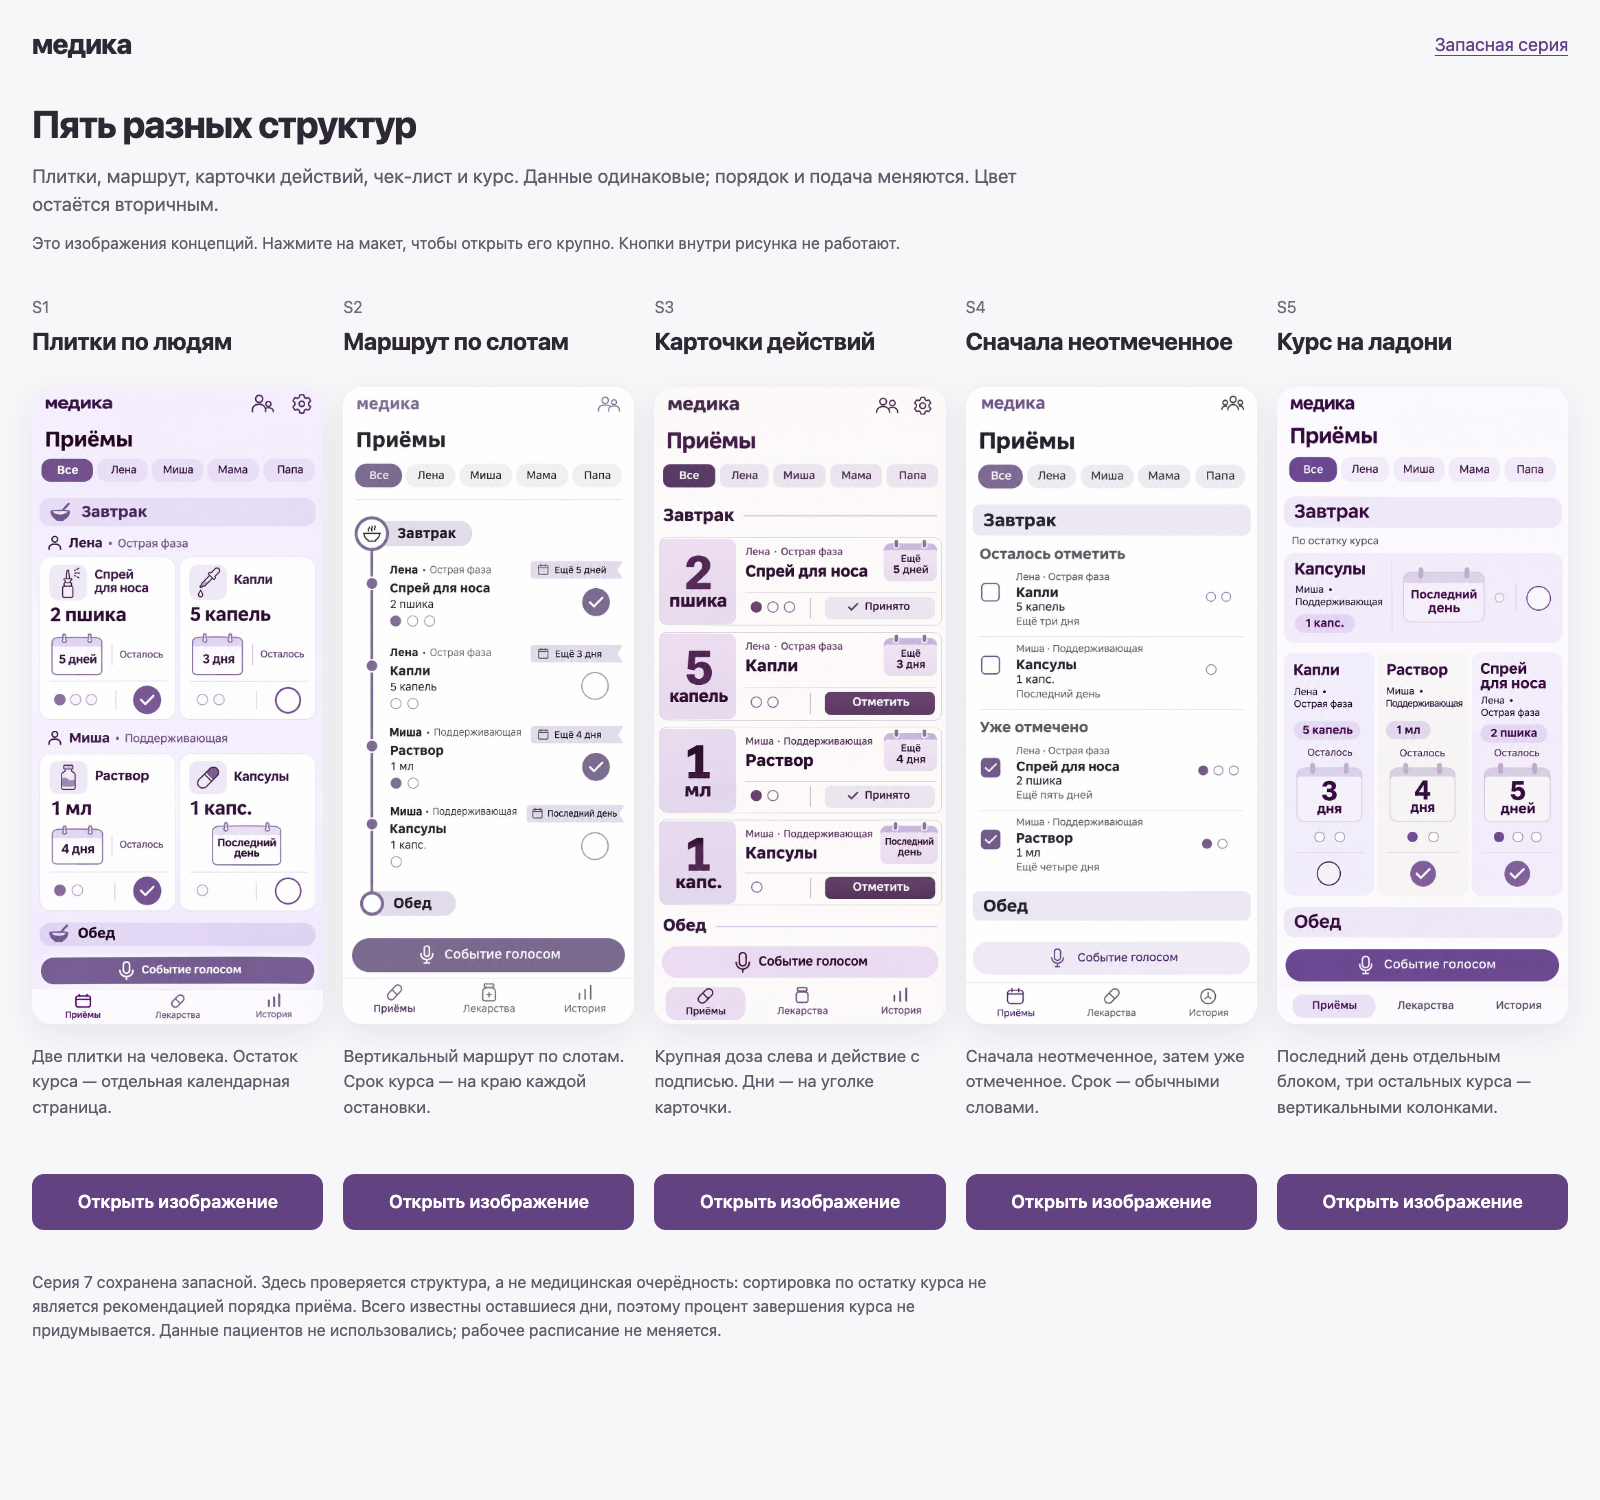 медика
Запасная серия
Пять разных структур
Плитки, маршрут, карточки действий, чек-лист и курс. Данные одинаковые; порядок и подача меняются. Цвет
остаётся вторичным.
Это изображения концепций. Нажмите на макет, чтобы открыть его крупно. Кнопки внутри рисунка не работают.
S1
Плитки по людям
медика
Приёмы
Все Лена Миша Мама Папа
Завтрак
Лена • Острая фаза
Спрей
для носа
2 пшика
5 дней Осталось
Капли
5 капель
3 дня Осталось
Миша • Поддерживающая
Раствор
1 мл
4 дня Осталось
Капсулы
1 капс.
Последний
день
Обед
Событие голосом
Приёмы Лекарства История
Две плитки на человека. Остаток
курса — отдельная календарная
страница.
Открыть изображение
S2
Маршрут по слотам
медика
Приёмы
Все Лена Миша Мама Папа
Завтрак
Лена • Острая фаза Ещё 5 дней
Спрей для носа
2 пшика
Лена • Острая фаза Ещё 3 дня
Капли
5 капель
Миша • Поддерживающая Ещё 4 дня
Раствор
1 мл
Миша • Поддерживающая Последний день
Капсулы
1 капс.
Обед
Событие голосом
Приёмы Лекарства История
Вертикальный маршрут по слотам.
Срок курса — на краю каждой
остановки.
Открыть изображение
S3
Карточки действий
медика
Приёмы
Все Лена Миша Мама Папа
Завтрак
2
пшика
Лена · Острая фаза
Спрей для носа
Ещё
5 дней
Принято
5
капель
Лена · Острая фаза
Капли
Ещё
3 дня
Отметить
1
мл
Миша · Поддерживающая
Раствор
Ещё
4 дня
Принято
1
капс.
Миша · Поддерживающая
Капсулы
Последний
день
Отметить
Обед
Событие голосом
Приёмы Лекарства История
Крупная доза слева и действие с
подписью. Дни — на уголке
карточки.
Открыть изображение
S4
Сначала неотмеченное
медика
Приёмы
Все Лена Миша Мама Папа
Завтрак
Осталось отметить
Лена · Острая фаза
Капли
5 капель
Ещё три дня
Миша · Поддерживающая
Капсулы
1 капс.
Последний день
Уже отмечено
Лена · Острая фаза
Спрей для носа
2 пшика
Ещё пять дней
Миша · Поддерживающая
Раствор
1 мл
Ещё четыре дня
Обед
Событие голосом
Приёмы Лекарства История
Сначала неотмеченное, затем уже
отмеченное. Срок — обычными
словами.
Открыть изображение
S5
Курс на ладони
медика
Приёмы
Все Лена Миша Мама Папа
Завтрак
По остатку курса
Капсулы
Миша •
Поддерживающая
1 капс.
Последний
день
Капли
Лена •
Острая фаза
5 капель
Осталось
3
дня
Раствор
Миша •
Поддерживающая
1 мл
Осталось
4
дня
Спрей
для носа
Лена •
Острая фаза
2 пшика
Осталось
5
дней
Обед
Событие голосом
Приёмы Лекарства История
Последний день отдельным
блоком, три остальных курса —
вертикальными колонками.
Открыть изображение
Серия 7 сохранена запасной. Здесь проверяется структура, а не медицинская очерёдность: сортировка по остатку курса не
является рекомендацией порядка приёма. Всего известны оставшиеся дни, поэтому процент завершения курса не
придумывается. Данные пациентов не использовались; рабочее расписание не меняется.